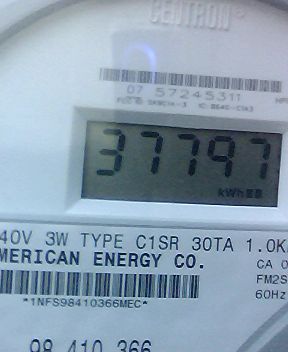 CENTRON®
07 57245311
37797
kWh
40V 3W TYPE C1SR 30TA 1.0K
MERICAN ENERGY CO.
CA 0
FM2S
60Hz
*1NFS98410366MEC*
98 410 366